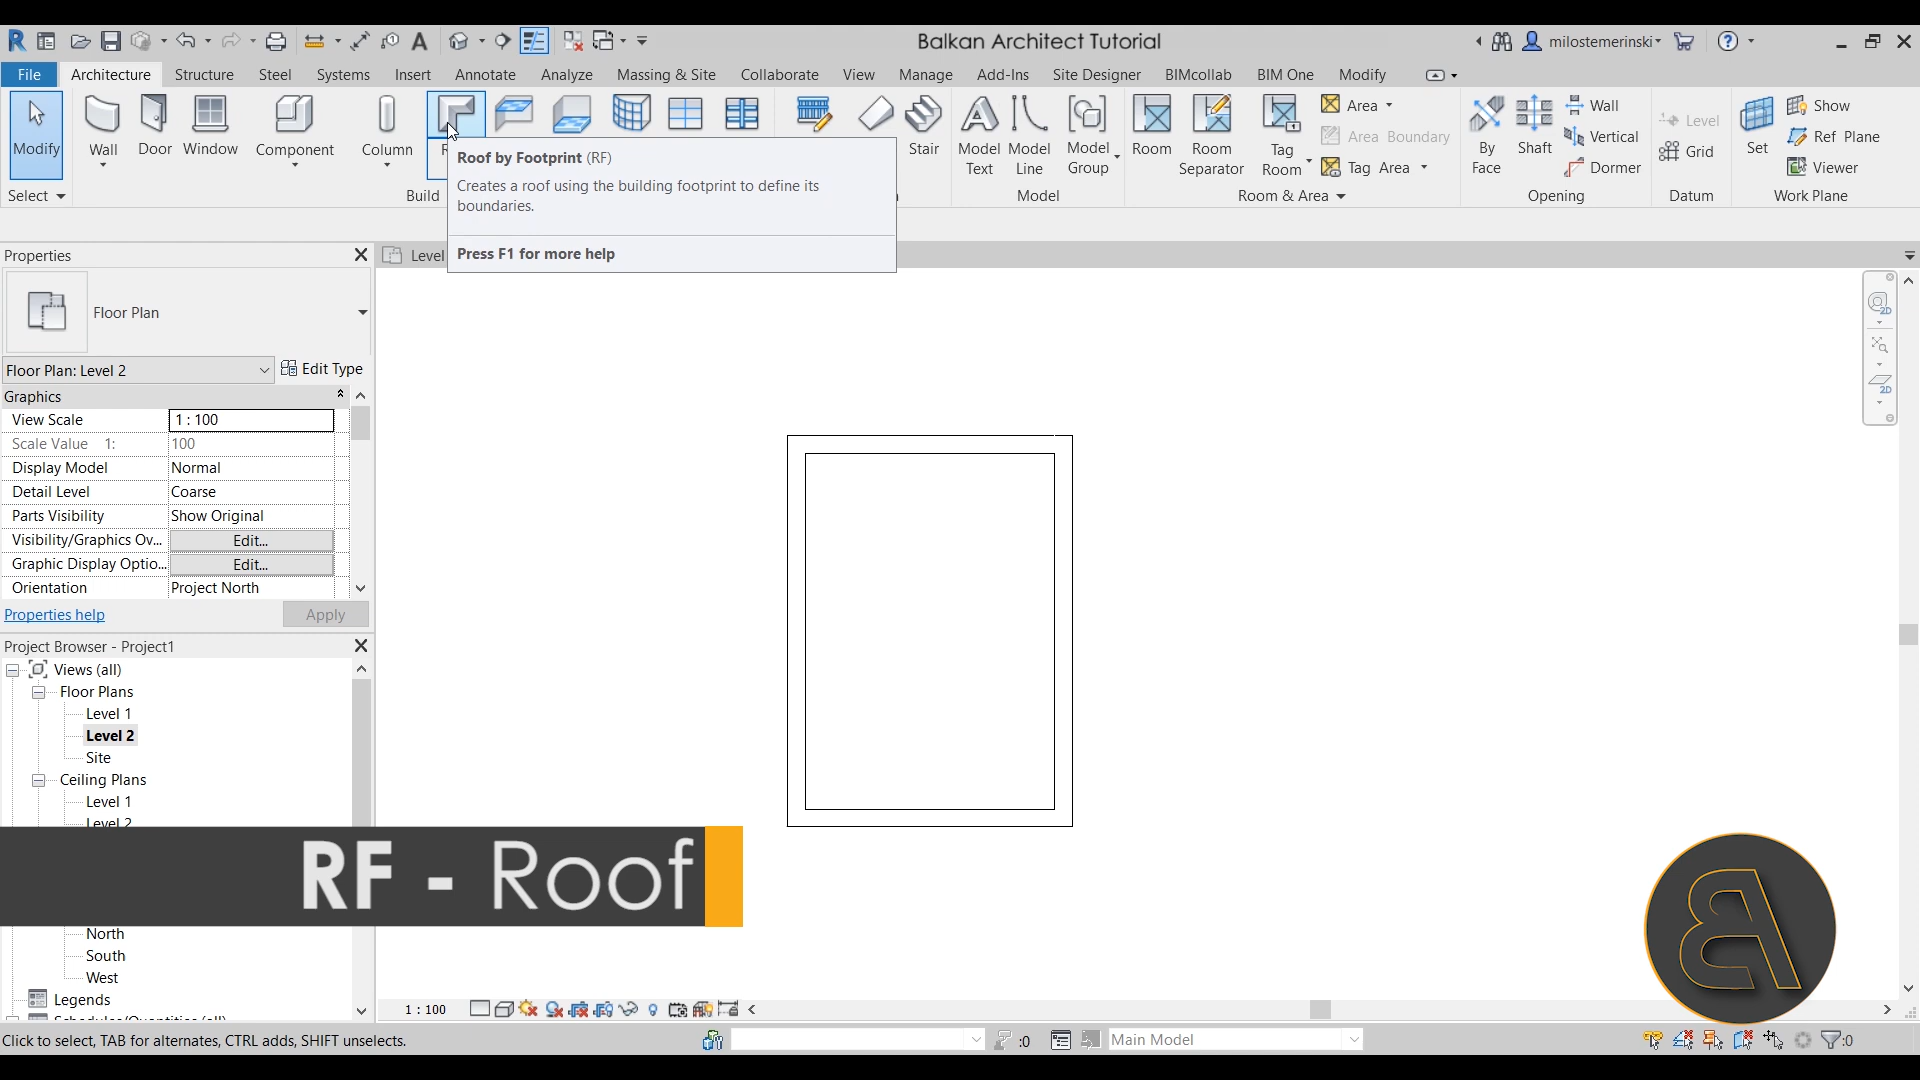 Balkan Architect Tutorial
milostemerinski
File Architecture Structure Steel Systems Insert Annotate Analyze Massing & Site Collaborate View Manage Add-Ins Site Designer BIMcollab BIM One Modify
Modify
Wall
Door
Window
Component
Column
Stair
Model Text
Model Line
Model Group
Room
Room Separator
Tag Room
Area
Area Boundary
Tag Area
By Face
Shaft
Wall
Vertical
Dormer
Level
Grid
Set
Show
Ref Plane
Viewer
Select
Build
Model
Room & Area
Opening
Datum
Work Plane
Roof by Footprint (RF)
Creates a roof using the building footprint to define its
boundaries.
Press F1 for more help
Properties
Level
Floor Plan
Floor Plan: Level 2
Edit Type
Graphics
View Scale 1 : 100
Scale Value 1: 100
Display Model Normal
Detail Level Coarse
Parts Visibility Show Original
Visibility/Graphics Ov... Edit...
Graphic Display Optio... Edit...
Orientation Project North
Properties help
Apply
2D
2D
Project Browser - Project1
Views (all)
Floor Plans
Level 1
Level 2
Site
Ceiling Plans
Level 1
Level 2
RF - Roof
North
South
West
Legends
1 : 100
Click to select, TAB for alternates, CTRL adds, SHIFT unselects.
:0
Main Model
:0